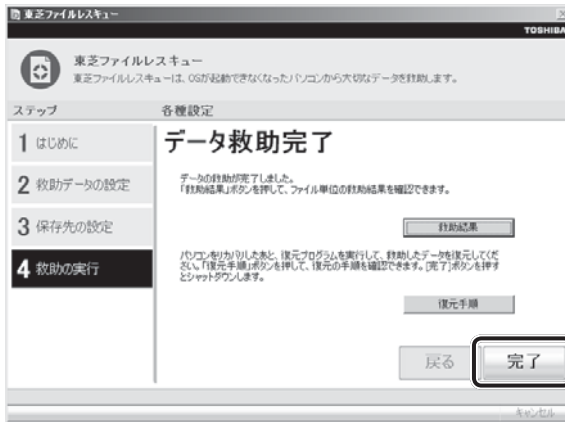 東芝ファイルレスキュー
TOSHIBA
東芝ファイルレスキュー
東芝ファイルレスキューは、OSが起動できなくなったパソコンから大切なデータを救助します。
ステップ
各種設定
1 はじめに
2 救助データの設定
3 保存先の設定
4 救助の実行
データ救助完了
データの救助が完了しました。
「救助結果」ボタンを押して、ファイル単位の救助結果を確認できます。
救助結果
パソコンをリカバリしたあと、復元プログラムを実行して、救助したデータを復元してくだ
さい。「復元手順」ボタンを押して、復元の手順を確認できます。[完了]ボタンを押す
とシャットダウンします。
復元手順
戻る
完了
キャンセル